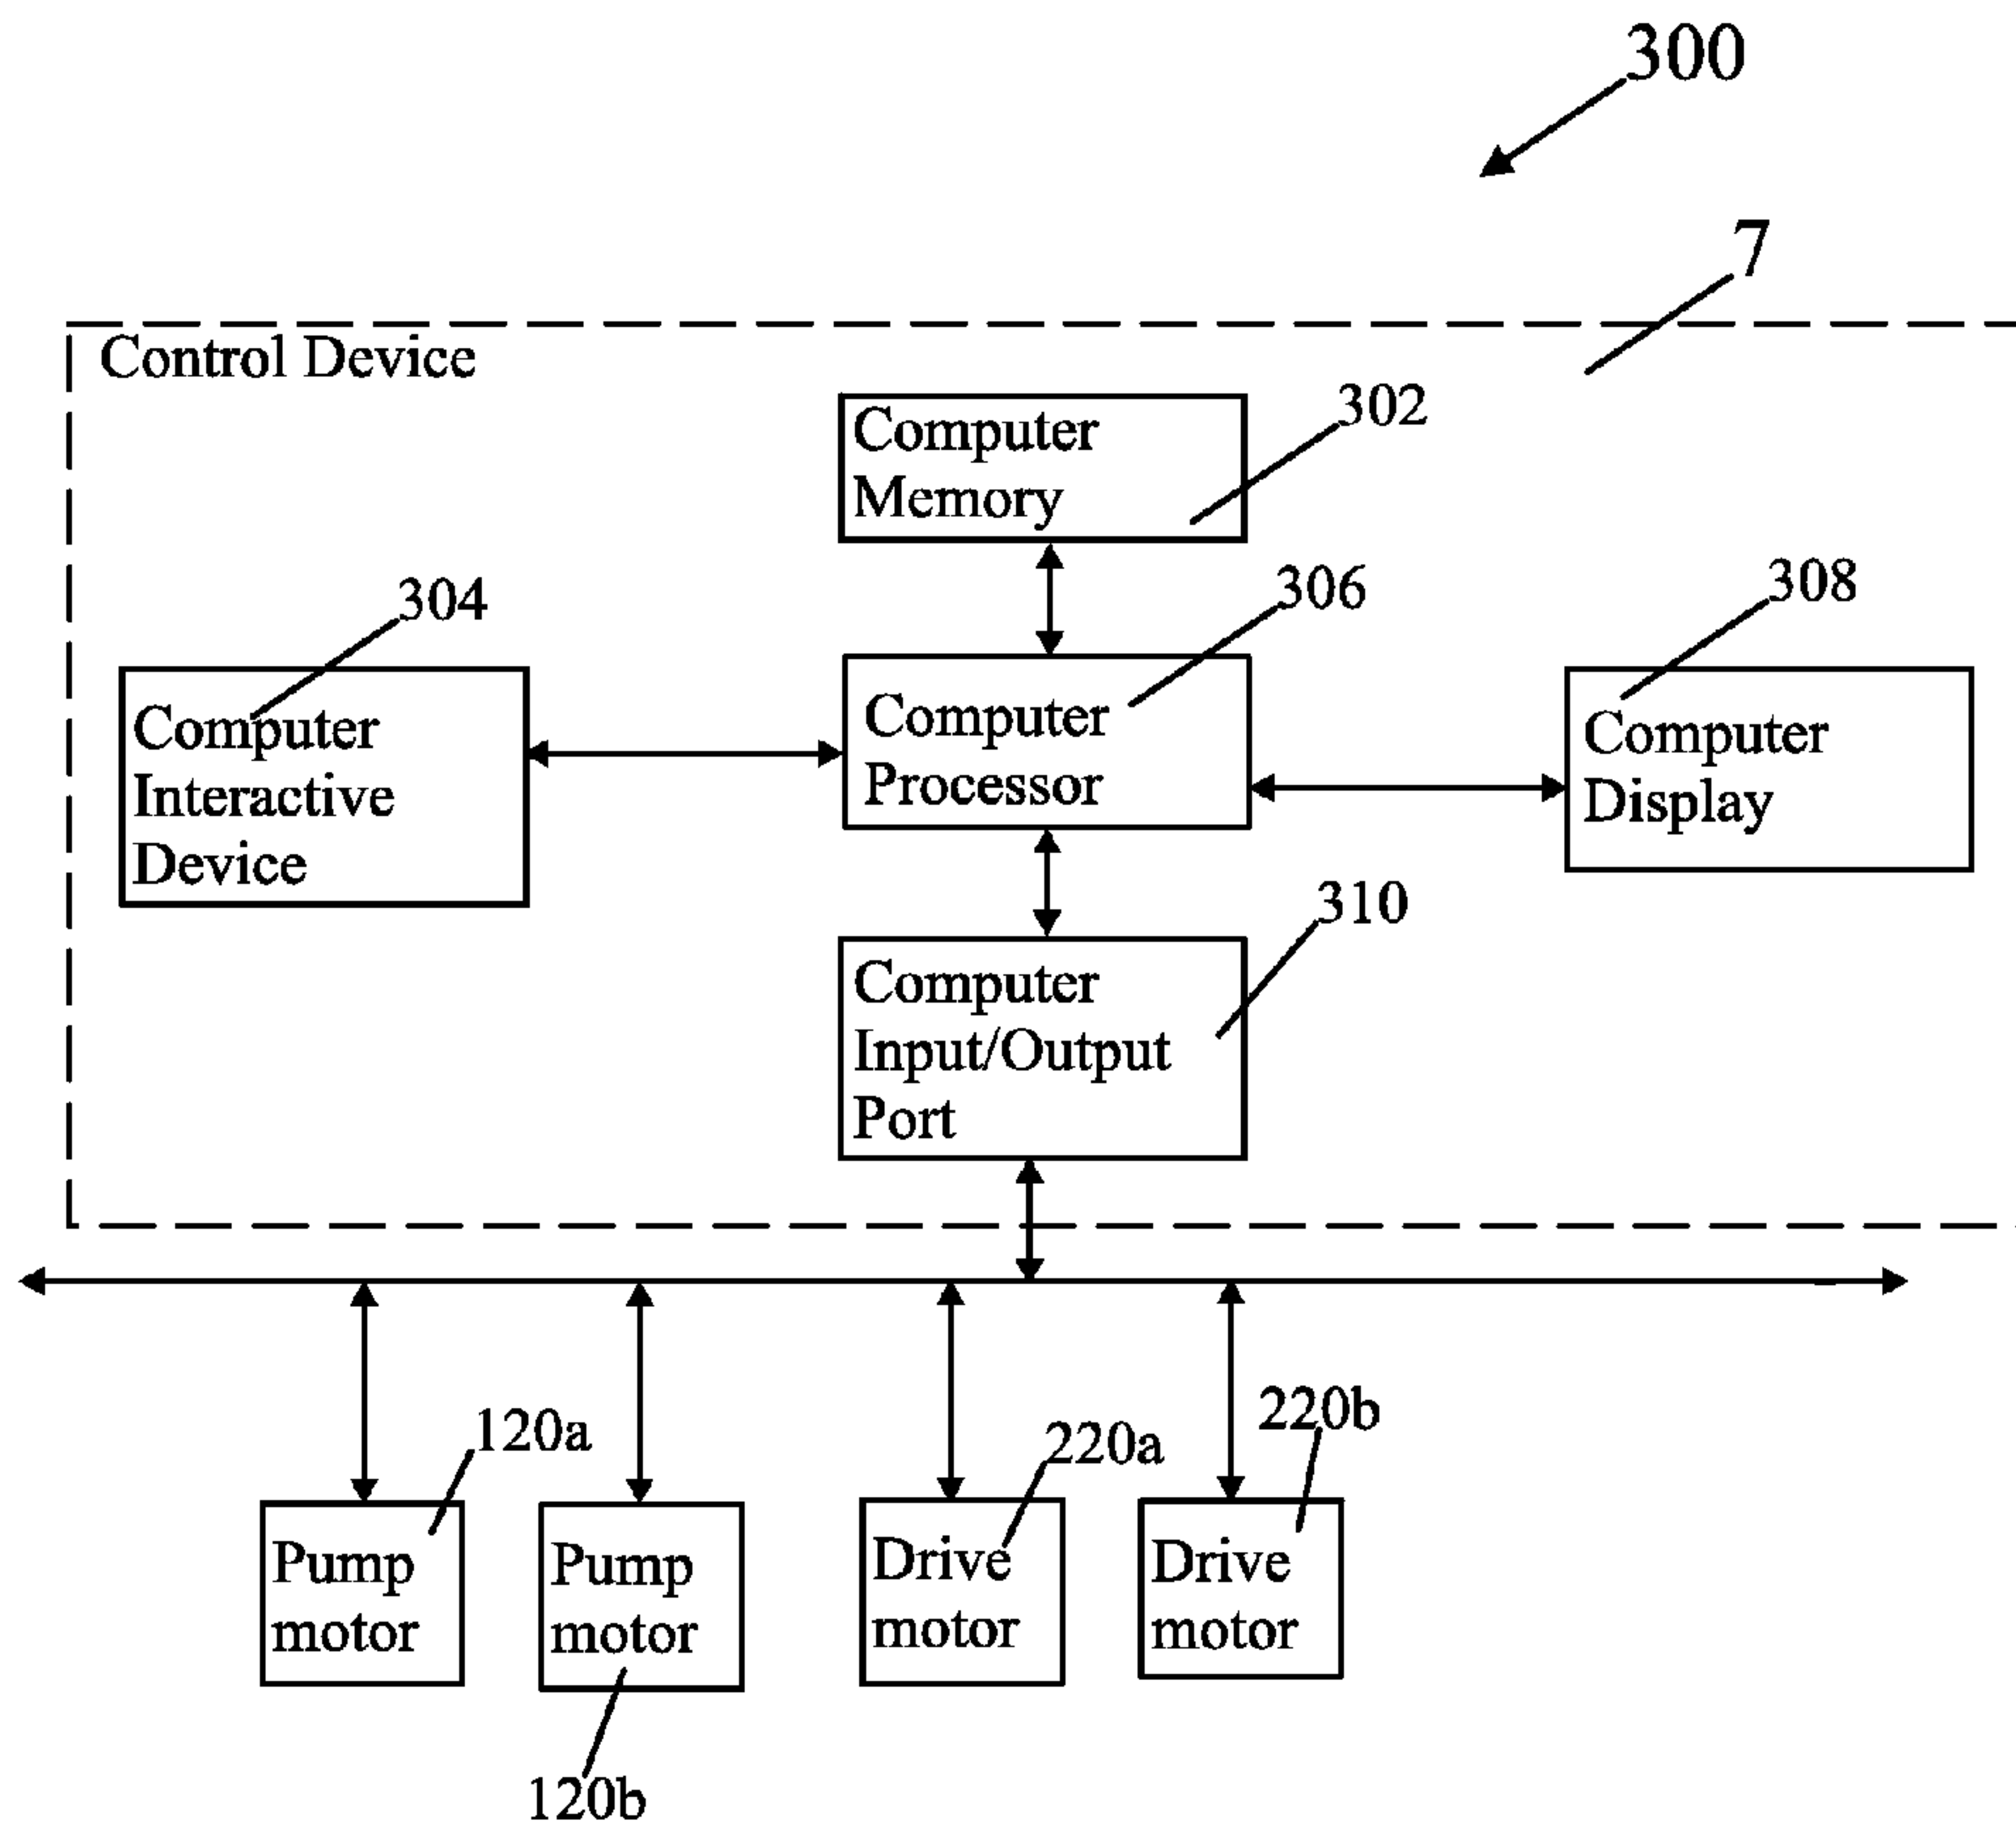 300
7
Control Device
302
Computer
Memory
304
306
308
Computer
Interactive
Device
Computer
Processor
Computer
Display
310
Computer
Input/Output
Port
120a
220a
220b
Pump
motor
Pump
motor
Drive
motor
Drive
motor
120b